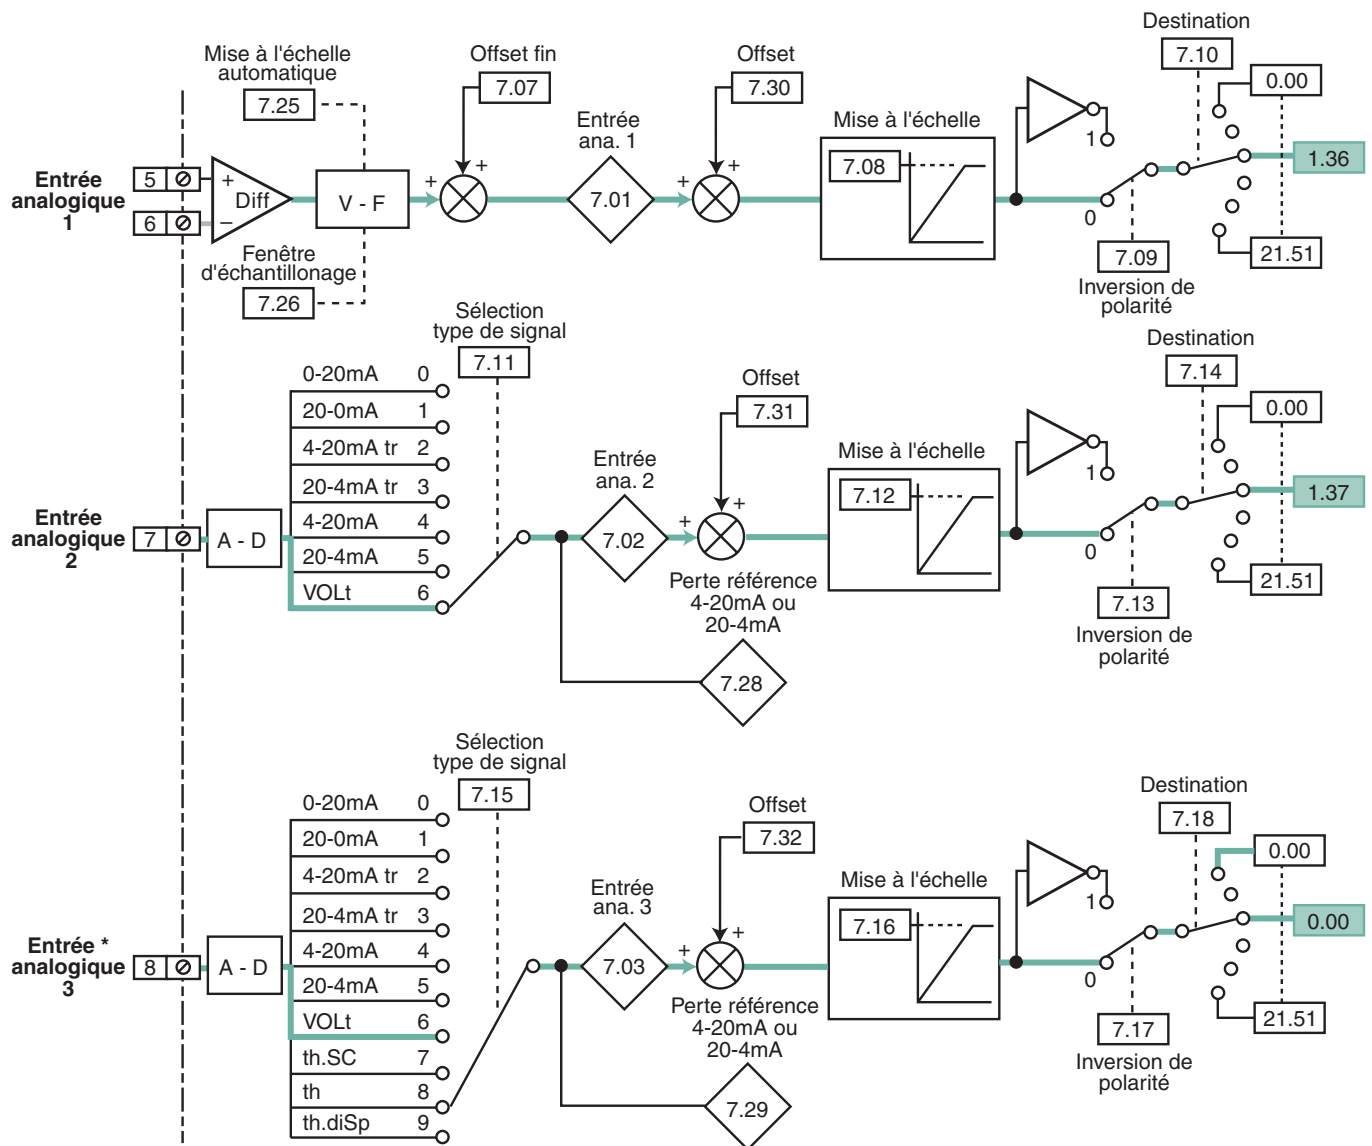 Mise à l'échelle
automatique
7.25
Offset fin
7.07
Entrée
ana. 1
7.01
Offset
7.30
Mise à l'échelle
7.08
Destination
7.10
0.00
1.36
21.51
Entrée
analogique
1
5
6
+
Diff
−
V - F
+
+
+
+
1
0
7.09
Inversion de
polarité
Fenêtre
d'échantillonage
7.26
Sélection
type de signal
7.11
0-20mA 0
20-0mA 1
4-20mA tr 2
20-4mA tr 3
4-20mA 4
20-4mA 5
VOLt 6
Entrée
analogique
2
7
A - D
Entrée
ana. 2
7.02
Offset
7.31
+
+
Perte référence
4-20mA ou
20-4mA
7.28
Mise à l'échelle
7.12
1
0
7.13
Inversion de
polarité
Destination
7.14
0.00
1.37
21.51
Sélection
type de signal
7.15
0-20mA 0
20-0mA 1
4-20mA tr 2
20-4mA tr 3
4-20mA 4
20-4mA 5
VOLt 6
th.SC 7
th 8
th.diSp 9
Entrée *
analogique
3
8
A - D
Entrée
ana. 3
7.03
Offset
7.32
+
+
Perte référence
4-20mA ou
20-4mA
7.29
Mise à l'échelle
7.16
1
0
7.17
Inversion de
polarité
Destination
7.18
0.00
0.00
21.51